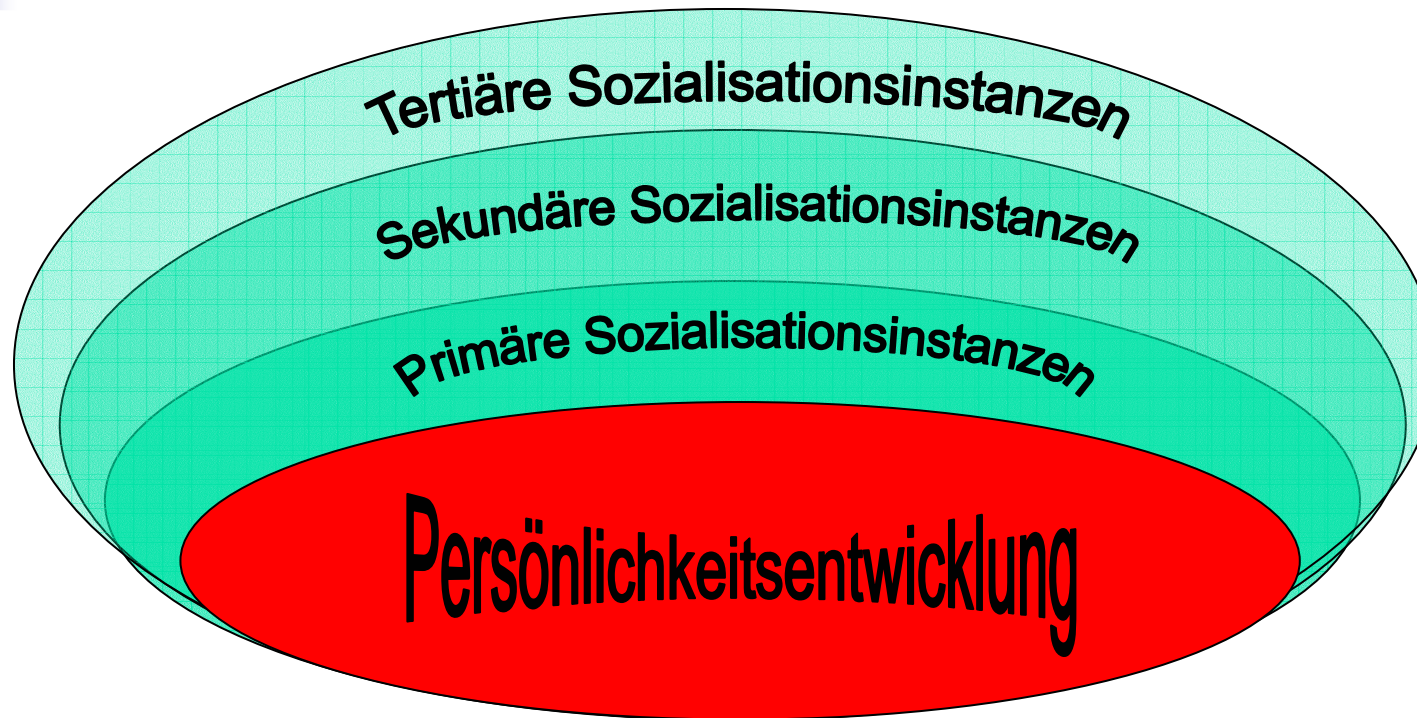 Tertiäre Sozialisationsinstanzen
Sekundäre Sozialisationsinstanzen
Primäre Sozialisationsinstanzen
Persönlichkeitsentwicklung